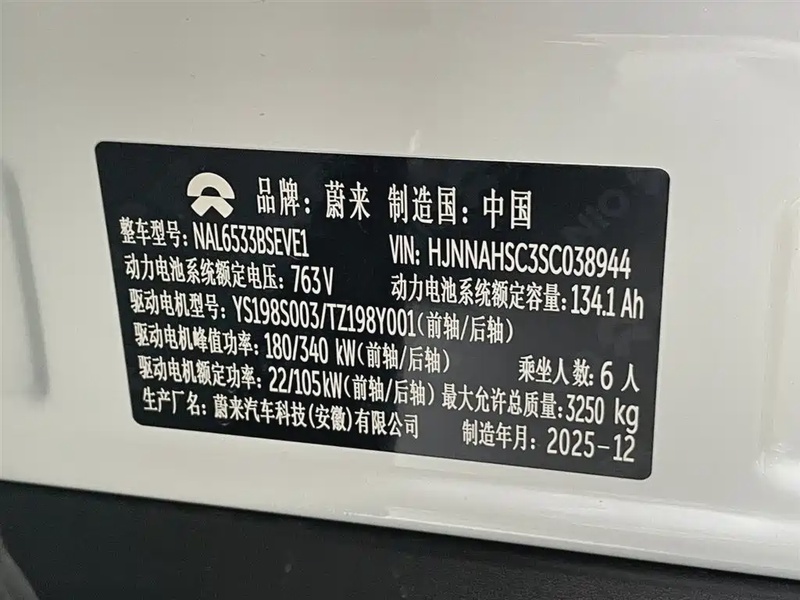 品牌: 蔚来 制造国: 中国
整车型号: NAL6533BSEVE1 VIN: HJNNAHSC3SC038944
动力电池系统额定电压: 763V 动力电池系统额定容量: 134.1 Ah
驱动电机型号: YS198S003/TZ198Y001(前轴/后轴)
驱动电机峰值功率: 180/340 kW(前轴/后轴) 乘坐人数: 6 人
驱动电机额定功率: 22/105kW(前轴/后轴) 最大允许总质量: 3250 kg
生产厂名: 蔚来汽车科技(安徽)有限公司 制造年月: 2025-12